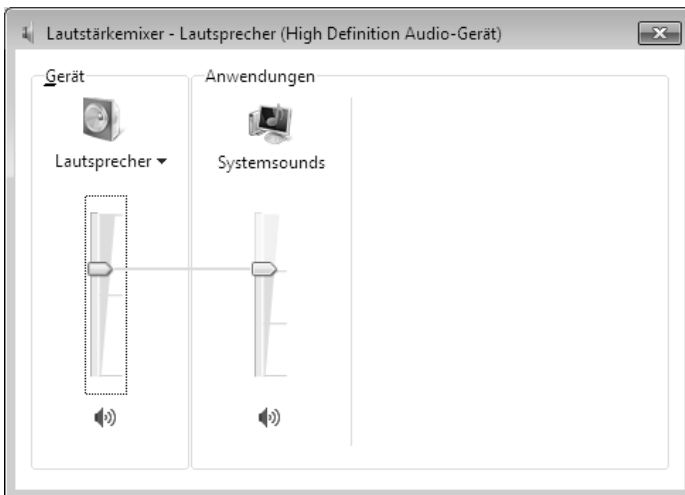 Lautstärkemixer - Lautsprecher (High Definition Audio-Gerät)
Gerät
Anwendungen
Lautsprecher
Systemsounds